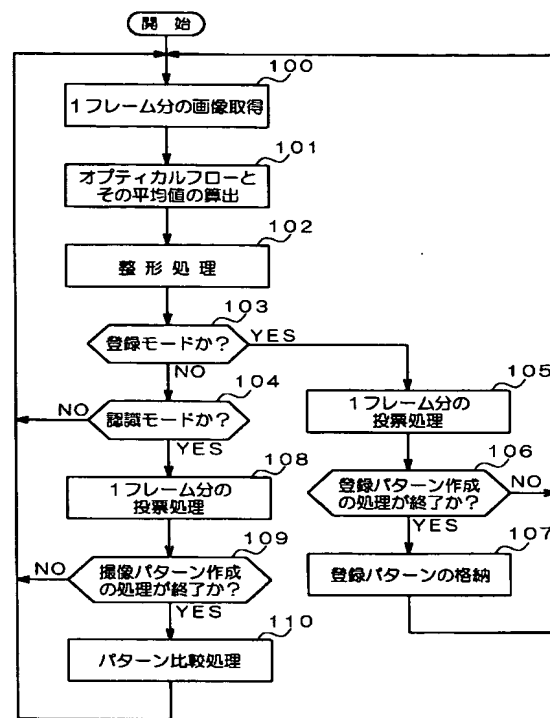 開始
100
1フレーム分の画像取得
101
オプティカルフローと
その平均値の算出
102
整形処理
103
登録モードか?
YES
NO
104
認識モードか?
NO
YES
105
1フレーム分の
投票処理
106
登録パターン作成
の処理が終了か?
NO
YES
107
登録パターンの格納
108
1フレーム分の
投票処理
109
撮像パターン作成
の処理が終了か?
NO
YES
110
パターン比較処理